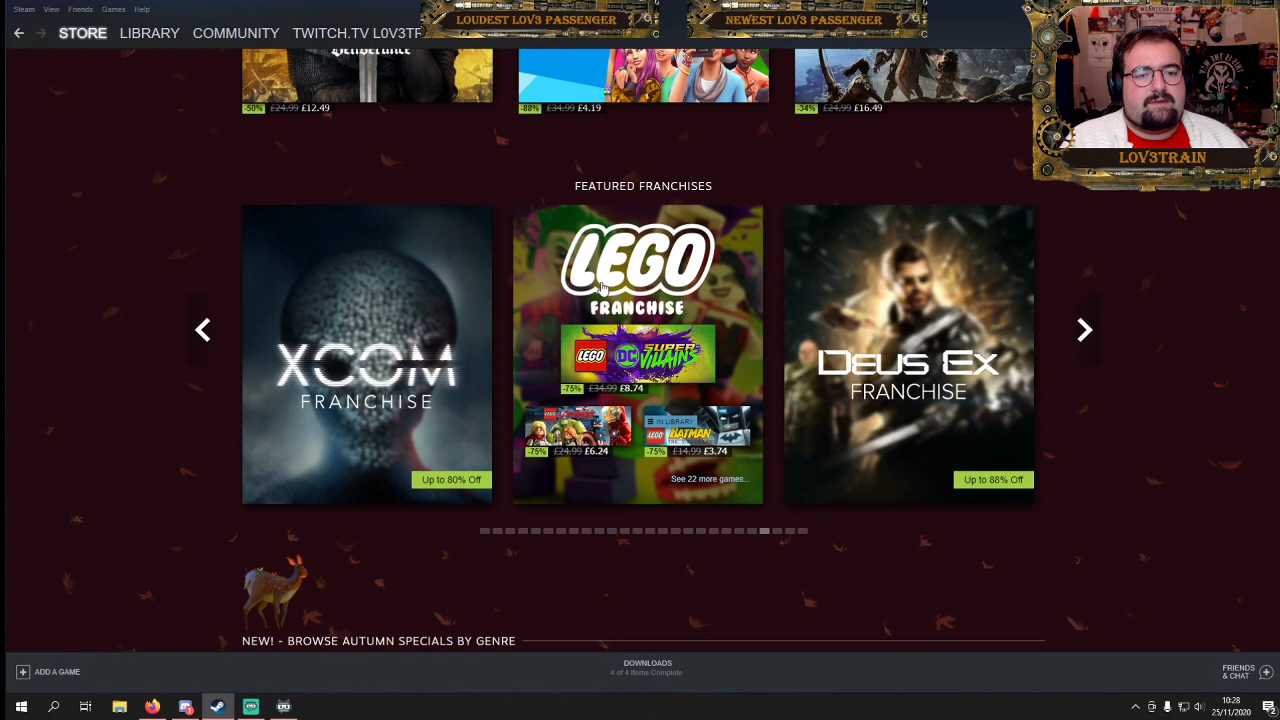 Steam View Friends Games Help
LOUDEST LOV3 PASSENGER
NEWEST LOV3 PASSENGER
STORE LIBRARY COMMUNITY TWITCH.TV L0V3TR
Deliverance
-50% £24.99 £12.49
-88% £34.99 £4.19
-34% £24.99 £16.49
LOV3TRAIN
FEATURED FRANCHISES
XCOM
FRANCHISE
Up to 80% Off
LEGO
FRANCHISE
LEGO DC SUPER
VILLAINS
-75% £34.99 £8.74
IN LIBRARY
LEGO BATMAN
-75% £24.99 £6.24
-75% £14.99 £3.74
See 22 more games...
DEUS EX
FRANCHISE
Up to 88% Off
NEW! - BROWSE AUTUMN SPECIALS BY GENRE
ADD A GAME
DOWNLOADS
4 of 4 Items Complete
FRIENDS
& CHAT
10:28
25/11/2020